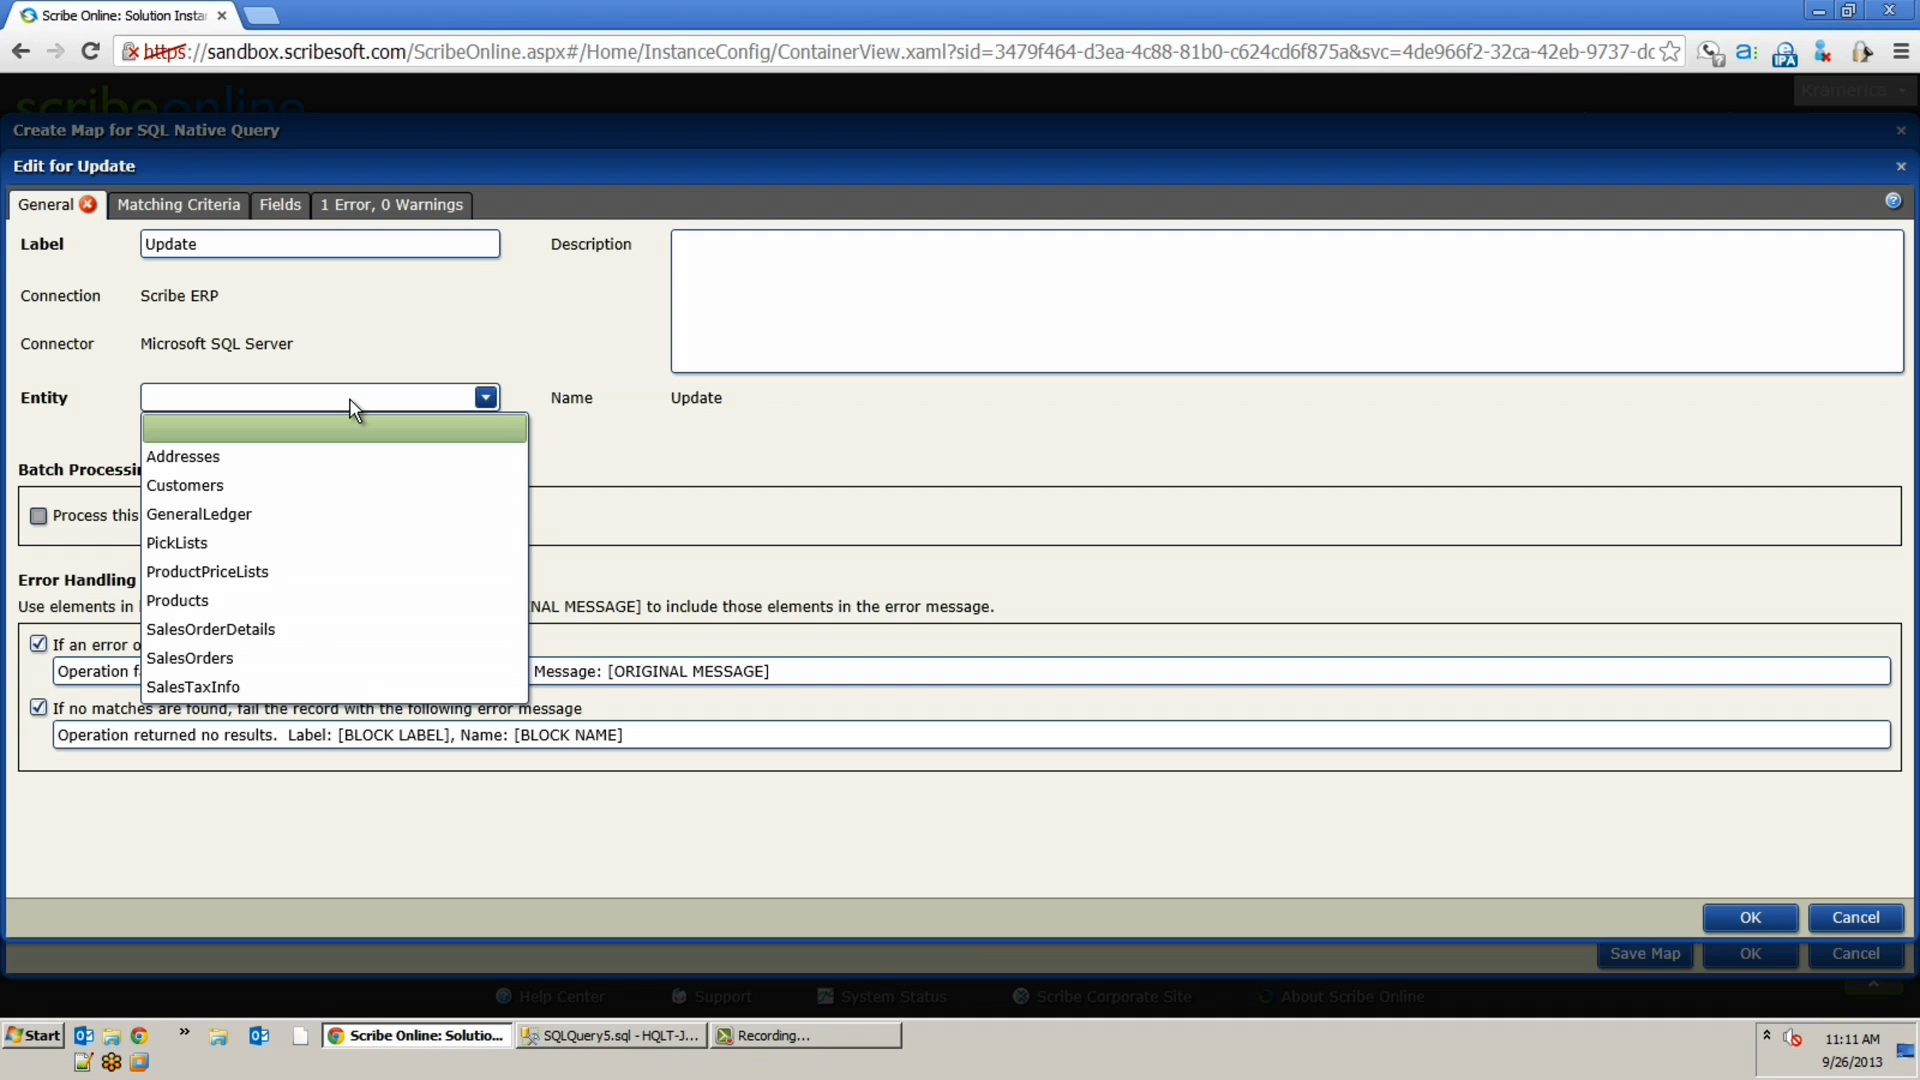 Scribe Online: Solution Insta
https://sandbox.scribesoft.com/ScribeOnline.aspx#/Home/InstanceConfig/ContainerView.xaml?sid=3479f464-d3ea-4c88-81b0-c624cd6f875a&svc=4de966f2-32ca-42eb-9737-dc
scribeonline
Kramerica
Create Map for SQL Native Query
Edit for Update
General Matching Criteria Fields 1 Error, 0 Warnings
Label Update Description
Connection Scribe ERP
Connector Microsoft SQL Server
Entity Name Update
Addresses
Batch Processin
Customers
GeneralLedger
Process this
PickLists
ProductPriceLists
Error Handling
Products
Use elements in NAL MESSAGE] to include those elements in the error message.
SalesOrderDetails
If an error o
SalesOrders
Operation f Message: [ORIGINAL MESSAGE]
SalesTaxInfo
If no matches are found, fail the record with the following error message
Operation returned no results. Label: [BLOCK LABEL], Name: [BLOCK NAME]
OK Cancel
Save Map OK Cancel
Help Center Support System Status Scribe Corporate Site About Scribe Online
Start Scribe Online: Solutio... SQLQuery5.sql - HQLT-J... Recording...
11:11 AM
9/26/2013